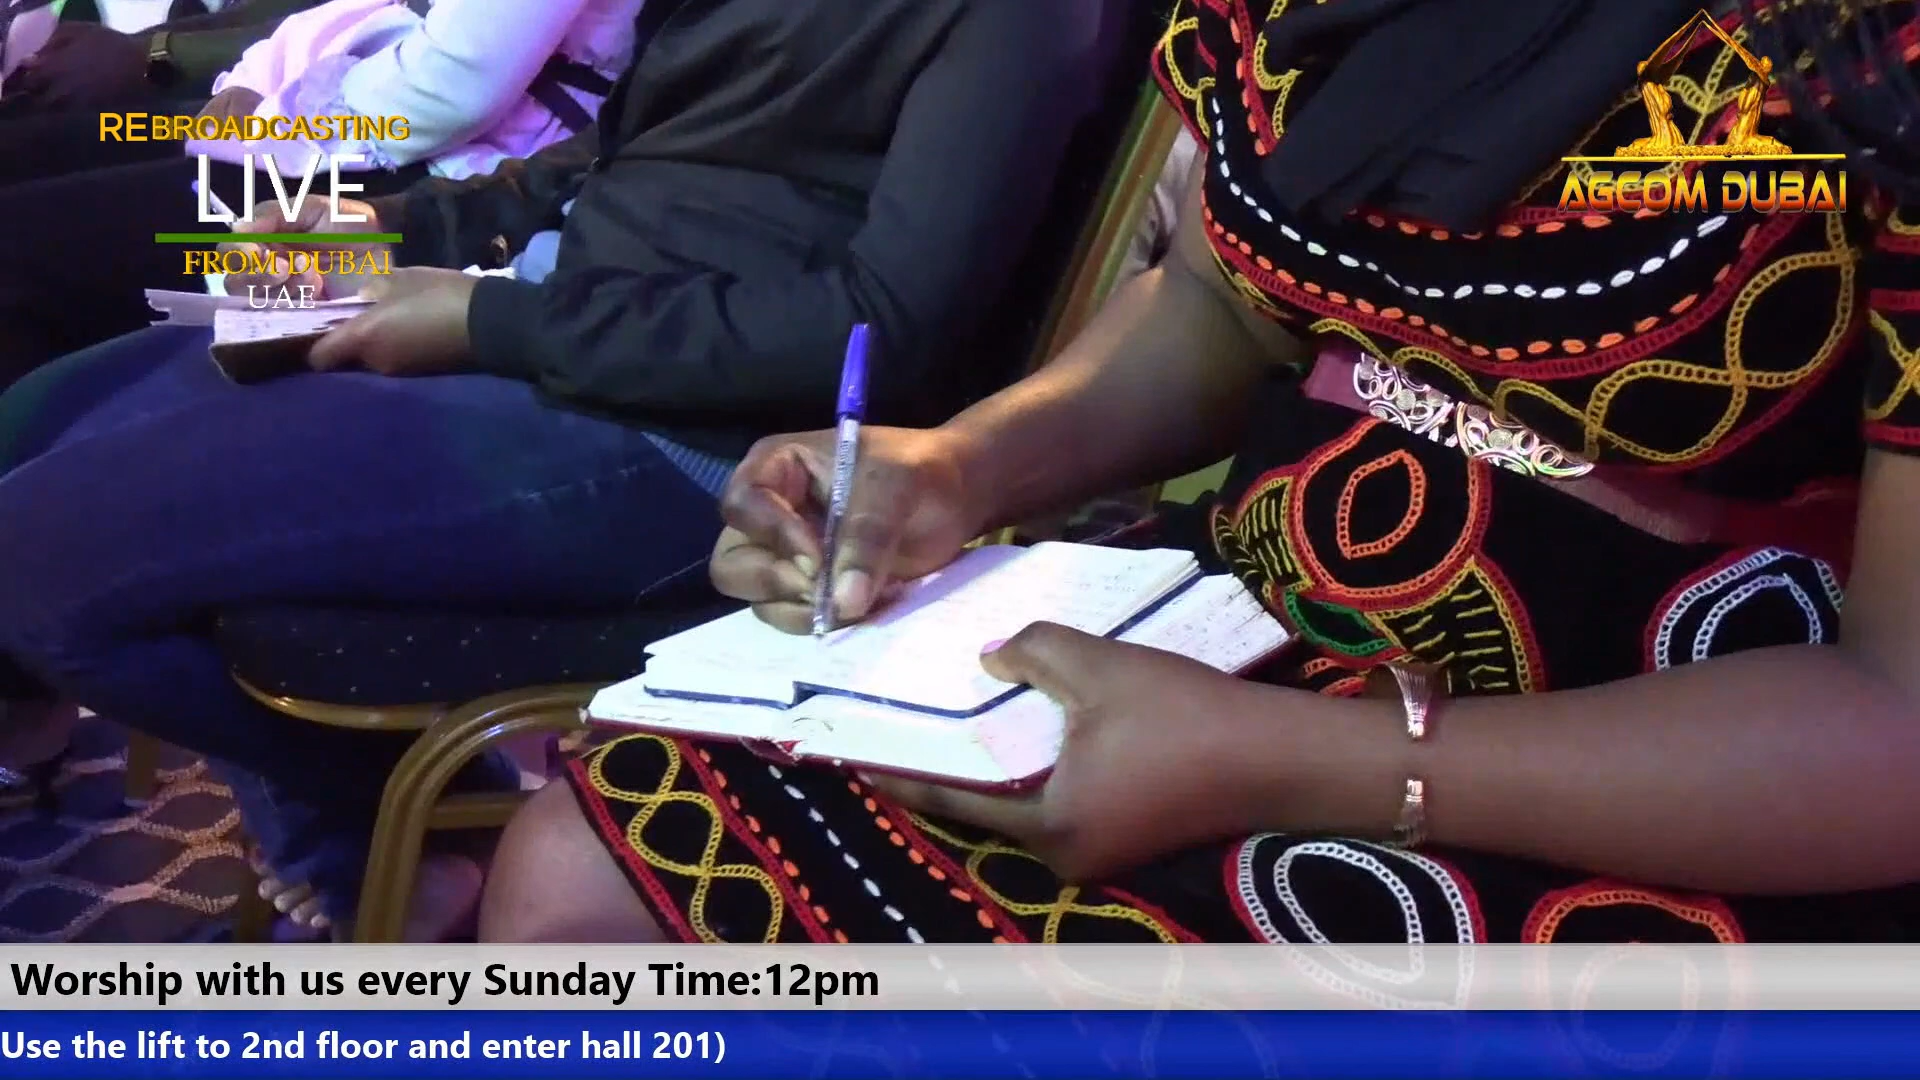 REBROADCASTING
LIVE
FROM DUBAI
UAE
AGCOM DUBAI
Worship with us every Sunday Time:12pm
Use the lift to 2nd floor and enter hall 201)